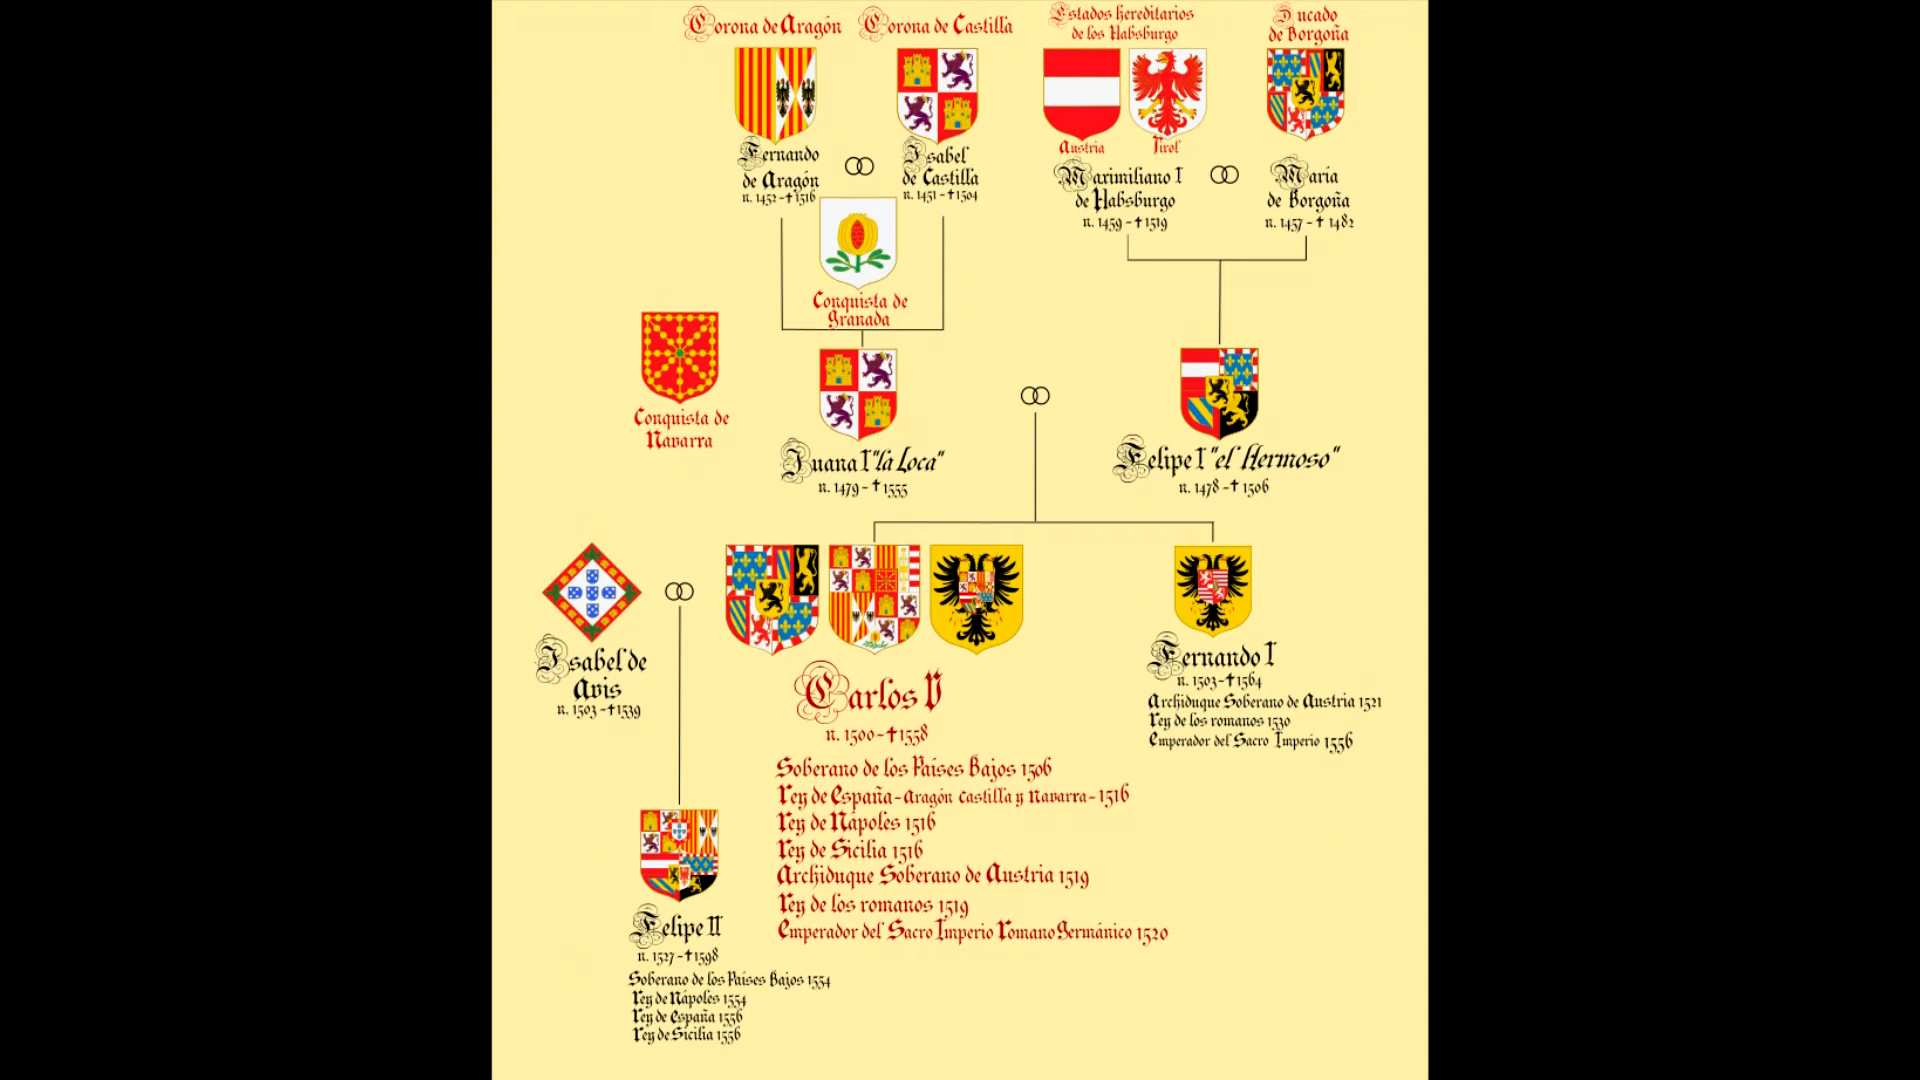 Corona de Aragón
Corona de Castilla
Estados hereditarios
de los Habsburgo
Ducado
de Borgoña
Austria
Tirol
Fernando
de Aragón
n. 1452 - ✝ 1516
Isabel
de Castilla
n. 1451 - ✝ 1504
Maximiliano I
de Habsburgo
n. 1459 - ✝ 1519
María
de Borgoña
n. 1457 - ✝ 1482
Conquista de
Granada
Conquista de
Navarra
Juana I "la Loca"
n. 1479 - ✝ 1555
Felipe I "el Hermoso"
n. 1478 - ✝ 1506
Isabel de
Avis
n. 1503 - ✝ 1539
Carlos V
n. 1500 - ✝ 1558
Soberano de los Países Bajos 1506
rey de España - Aragón Castilla y Navarra - 1516
rey de Nápoles 1516
rey de Sicilia 1516
Archiduque Soberano de Austria 1519
rey de los romanos 1519
Emperador del Sacro Imperio Romano Germánico 1520
Fernando I
n. 1503 - ✝ 1564
Archiduque Soberano de Austria 1521
rey de los romanos 1530
Emperador del Sacro Imperio 1556
Felipe II
n. 1527 - ✝ 1598
Soberano de los Países Bajos 1554
rey de Nápoles 1554
rey de España 1556
rey de Sicilia 1556